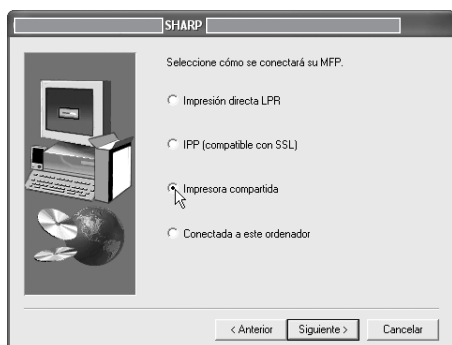 SHARP
Seleccione cómo se conectará su MFP.
Impresión directa LPR
IPP (compatible con SSL)
Impresora compartida
Conectada a este ordenador
< Anterior
Siguiente >
Cancelar